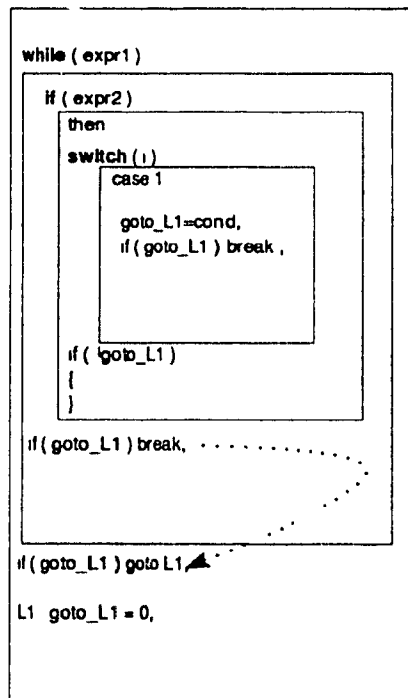 while ( expr1 )
if ( expr2 )
then
switch ( i )
case 1
goto_L1=cond,
if ( goto_L1 ) break ,
if ( !goto_L1 )
{
}
if ( goto_L1 ) break,
if ( goto_L1 ) goto L1,
L1 goto_L1 = 0,